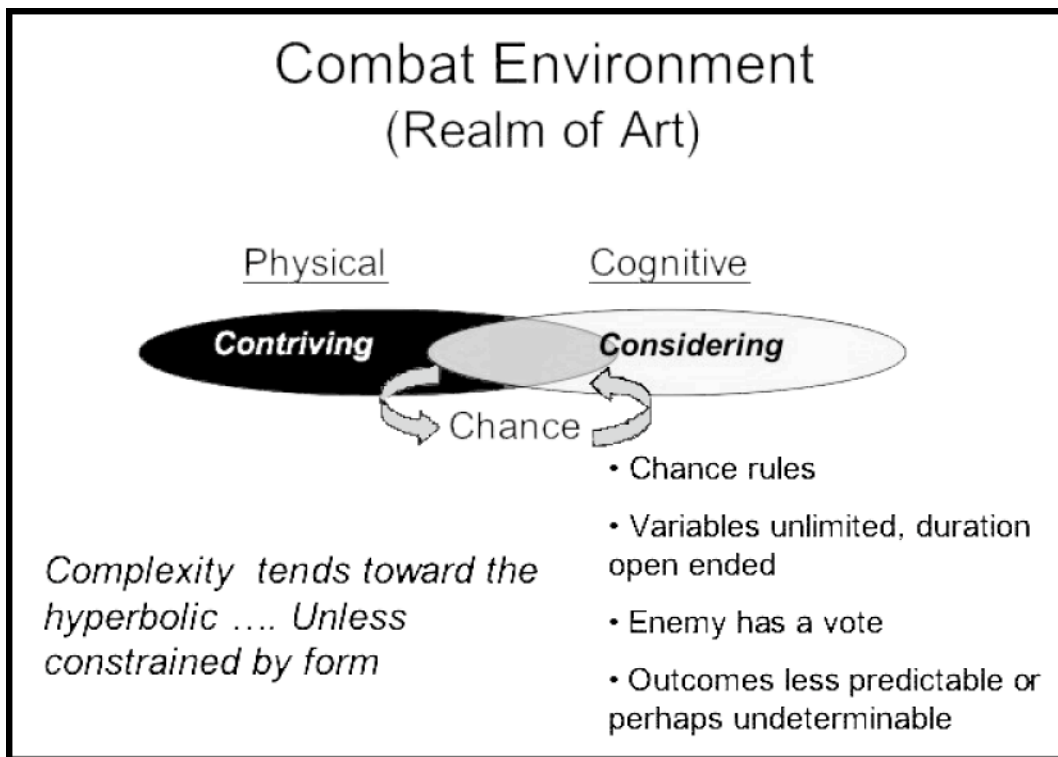 Combat Environment
(Realm of Art)
Physical
Cognitive
Contriving
Considering
Chance
• Chance rules
• Variables unlimited, duration
open ended
• Enemy has a vote
• Outcomes less predictable or
perhaps undeterminable
Complexity tends toward the
hyperbolic .... Unless
constrained by form